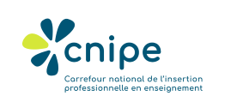 cnipe
Carrefour national de l'insertion
professionnelle en enseignement